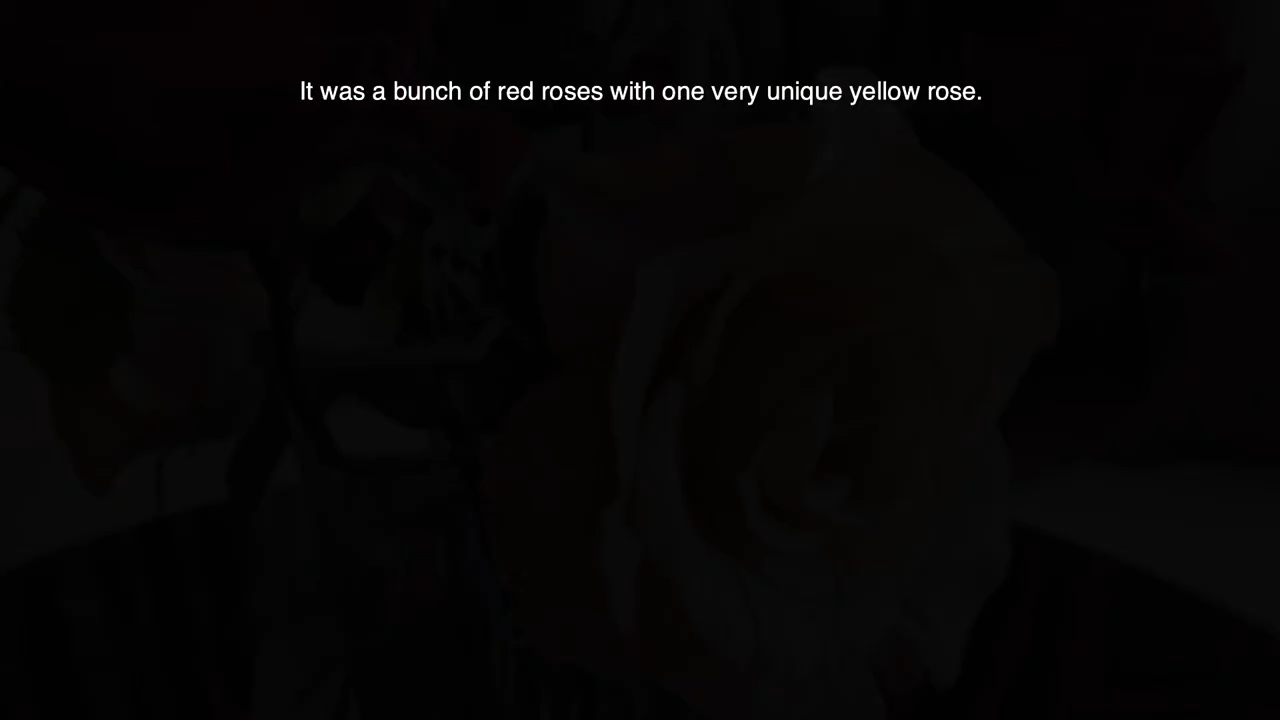 It was a bunch of red roses with one very unique yellow rose.